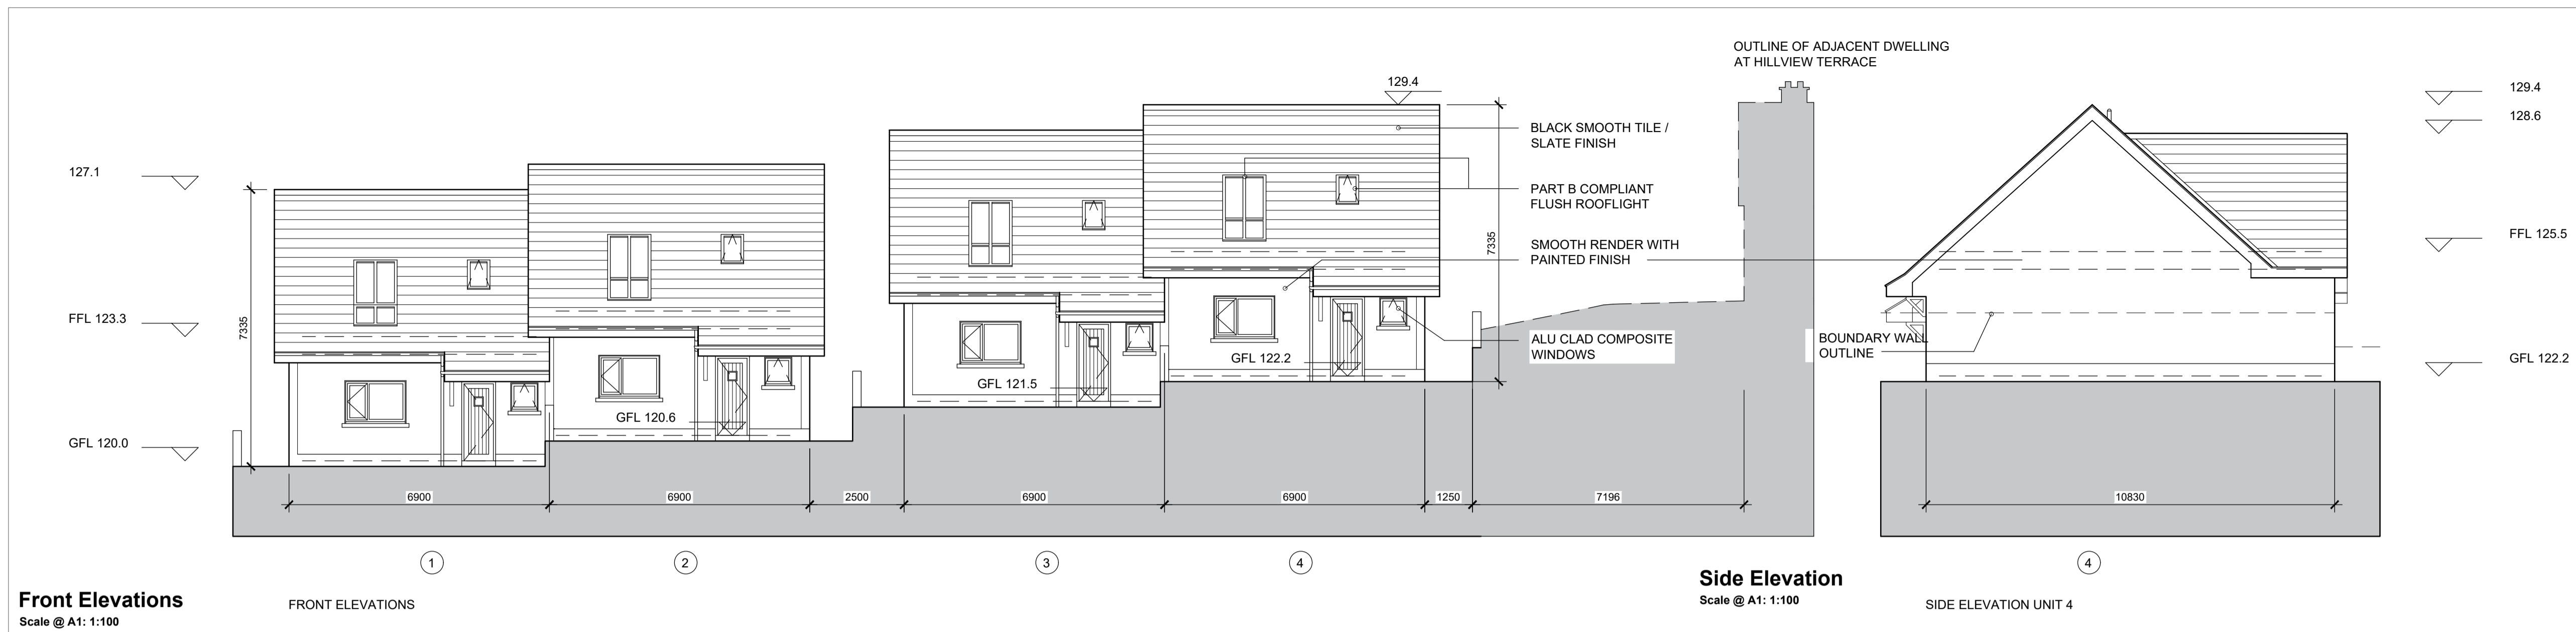 OUTLINE OF ADJACENT DWELLING
AT HILLVIEW TERRACE
129.4
129.4
128.6
BLACK SMOOTH TILE /
SLATE FINISH
127.1
PART B COMPLIANT
FLUSH ROOFLIGHT
FFL 125.5
7335
SMOOTH RENDER WITH
PAINTED FINISH
FFL 123.3
7335
ALU CLAD COMPOSITE
WINDOWS
BOUNDARY WALL
OUTLINE
GFL 122.2
GFL 122.2
GFL 121.5
GFL 120.6
GFL 120.0
6900
6900
2500
6900
6900
1250
7196
10830
1
2
3
4
4
Front Elevations
Scale @ A1: 1:100
FRONT ELEVATIONS
Side Elevation
Scale @ A1: 1:100
SIDE ELEVATION UNIT 4